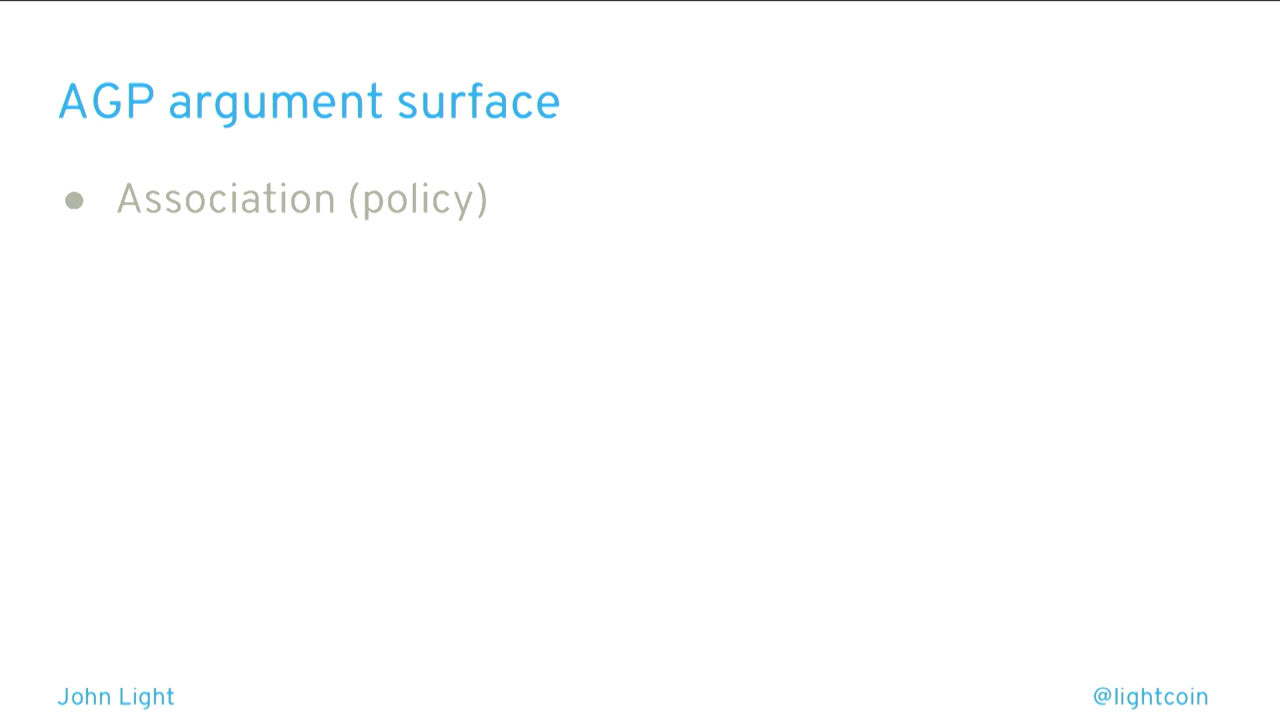 AGP argument surface
● Association (policy)
John Light
@lightcoin